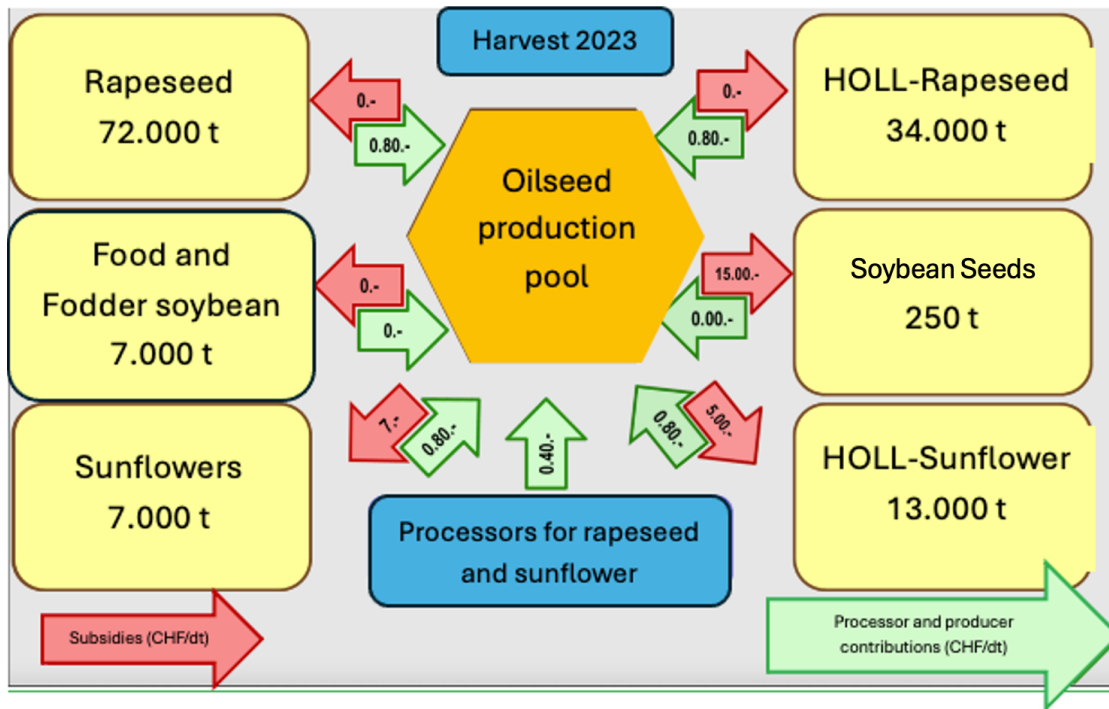 Harvest 2023
Rapeseed
72.000 t
0.-
0.80.-
Oilseed
production
pool
0.-
0.80.-
HOLL-Rapeseed
34.000 t
Food and
Fodder soybean
7.000 t
0.-
0.-
15.00.-
0.00.-
Soybean Seeds
250 t
Sunflowers
7.000 t
7.-
0.80.-
0.40.-
0.80.-
5.00.-
HOLL-Sunflower
13.000 t
Processors for rapeseed
and sunflower
Subsidies (CHF/dt)
Processor and producer
contributions (CHF/dt)